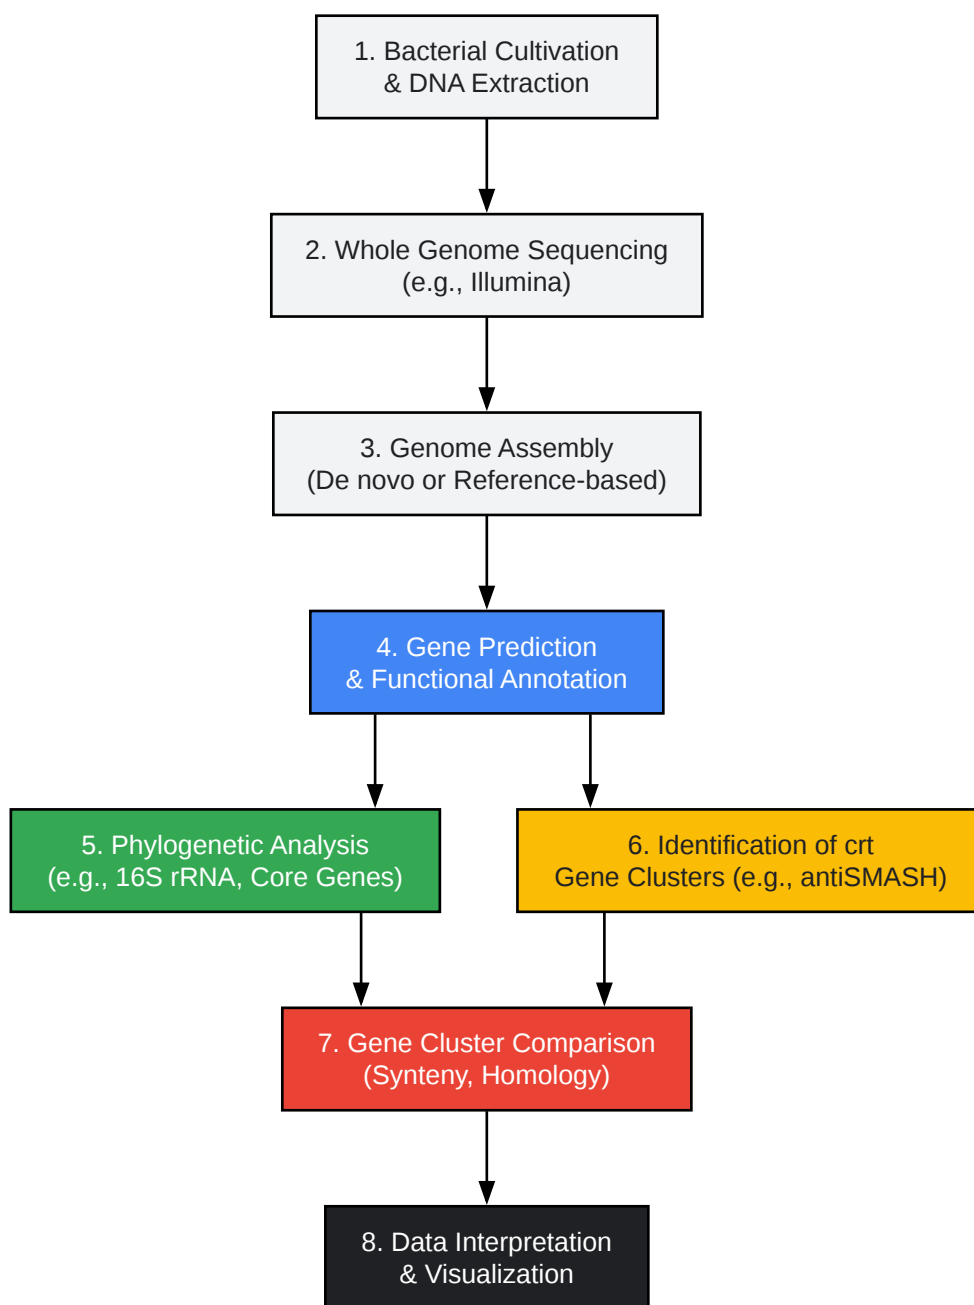 1. Bacterial Cultivation
& DNA Extraction
2. Whole Genome Sequencing
(e.g., Illumina)
3. Genome Assembly
(De novo or Reference-based)
4. Gene Prediction
& Functional Annotation
5. Phylogenetic Analysis
(e.g., 16S rRNA, Core Genes)
6. Identification of crt
Gene Clusters (e.g., antiSMASH)
7. Gene Cluster Comparison
(Synteny, Homology)
8. Data Interpretation
& Visualization